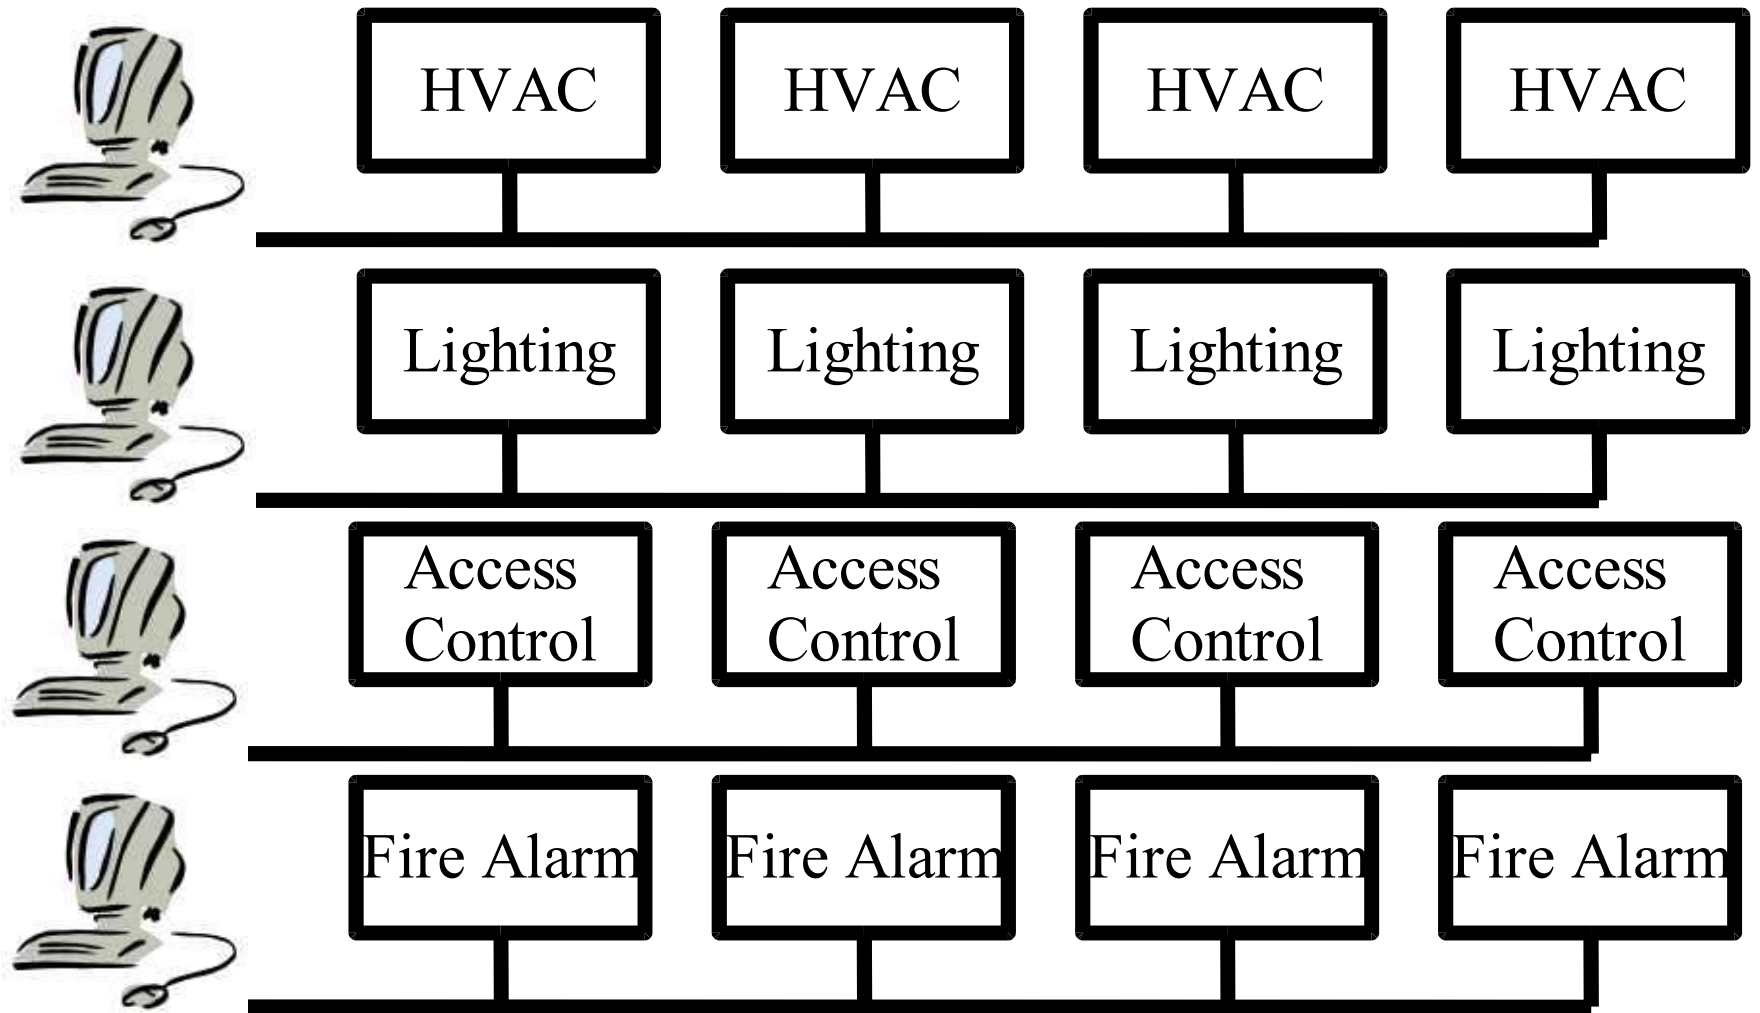 HVAC HVAC HVAC HVAC
Lighting Lighting Lighting Lighting
Access Access Access Access
Control Control Control Control
Fire Alarm Fire Alarm Fire Alarm Fire Alarm